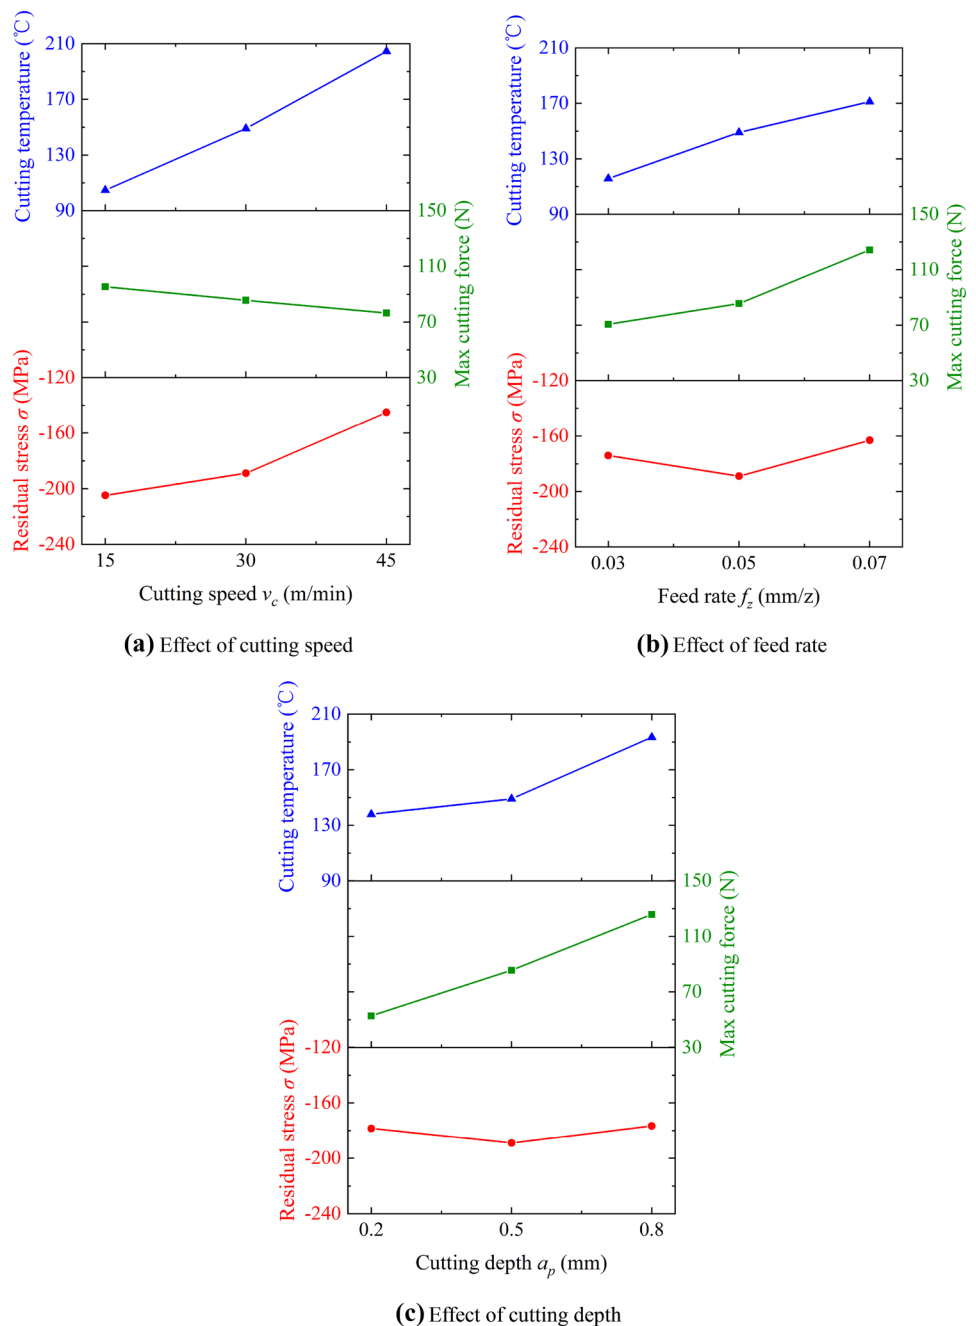 Cutting temperature (℃)
210
170
130
90
150
110
70
30
Max cutting force (N)
Residual stress σ (MPa)
-120
-160
-200
-240
15 30 45
Cutting speed v_c (m/min)
(a) Effect of cutting speed
Cutting temperature (℃)
210
170
130
90
150
110
70
30
Max cutting force (N)
Residual stress σ (MPa)
-120
-160
-200
-240
0.03 0.05 0.07
Feed rate f_z (mm/z)
(b) Effect of feed rate
Cutting temperature (℃)
210
170
130
90
150
110
70
30
Max cutting force (N)
Residual stress σ (MPa)
-120
-160
-200
-240
0.2 0.5 0.8
Cutting depth a_p (mm)
(c) Effect of cutting depth